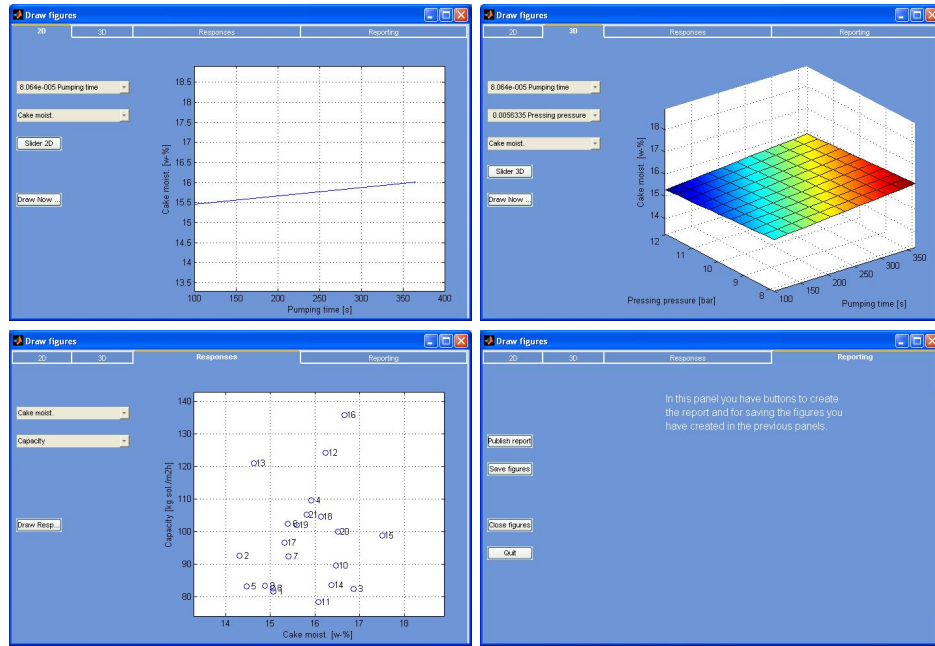 Draw figures
2D 3D Responses Reporting
8.064e-005 Pumping time
Cake moist.
Slider 2D
Draw Now ...
18.5
18
17.5
17
16.5
16
15.5
15
14.5
14
13.5
100 150 200 250 300 350 400
Cake moist. [w-%]
Pumping time [s]
Draw figures
2D 3D Responses Reporting
8.064e-005 Pumping time
0.0056335 Pressing pressure
Cake moist.
Slider 3D
Draw Now ...
18
17
16
15
14
Cake moist. [w-%]
12
11
10
9
8
100
150
200
250
300
350
Pressing pressure [bar]
Pumping time [s]
Draw figures
2D 3D Responses Reporting
Cake moist.
Capacity
Draw Resp...
140
130
120
110
100
90
80
Capacity [kg sol./m2h]
16
12
13
4
21
18
19
20
15
17
2
7
10
5
14
3
1
11
14 15 16 17 18
Cake moist. [w-%]
Draw figures
2D 3D Responses Reporting
In this panel you have buttons to create
the report and for saving the figures you
have created in the previous panels.
Publish report
Save figures
Close figures
Quit